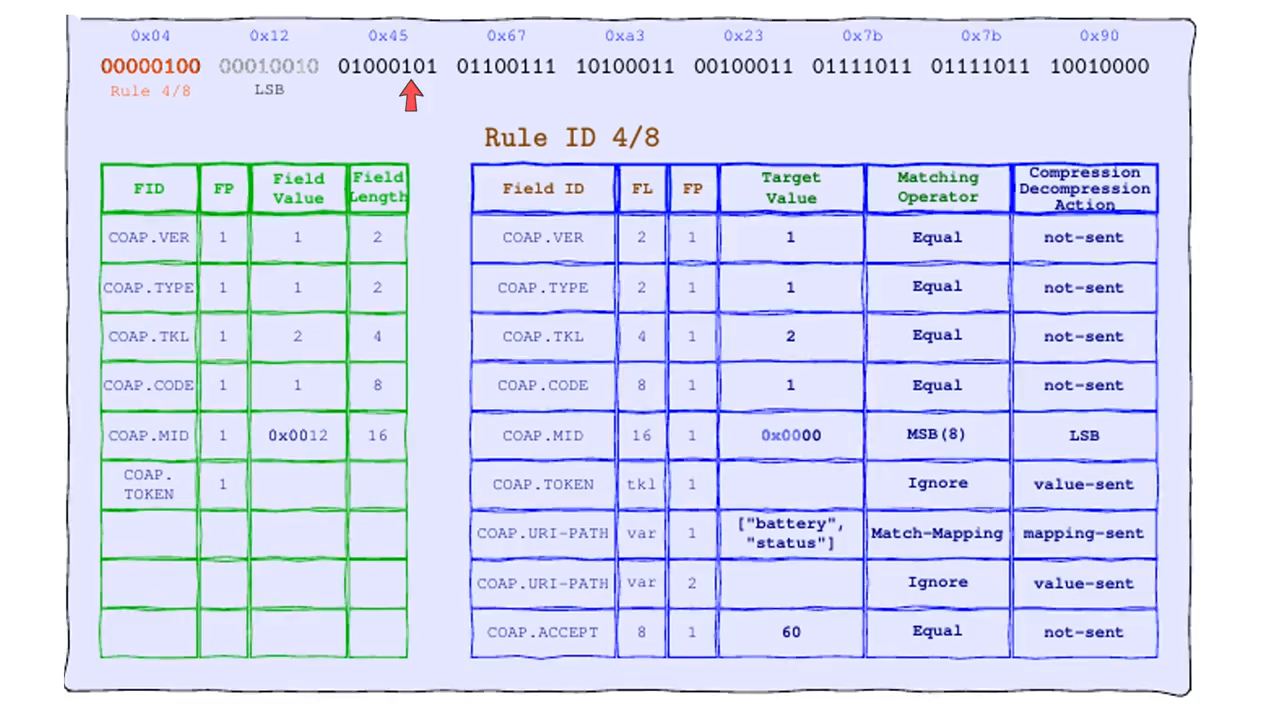 0x04 0x12 0x45 0x67 0xa3 0x23 0x7b 0x7b 0x90
00000100 00010010 01000101 01100111 10100011 00100011 01111011 01111011 10010000
Rule 4/8 LSB
Rule ID 4/8
FID FP Field Value Field Length
COAP.VER 1 1 2
COAP.TYPE 1 1 2
COAP.TKL 1 2 4
COAP.CODE 1 1 8
COAP.MID 1 0x0012 16
COAP. TOKEN 1
Field ID FL FP Target Value Matching Operator Compression Decompression Action
COAP.VER 2 1 1 Equal not-sent
COAP.TYPE 2 1 1 Equal not-sent
COAP.TKL 4 1 2 Equal not-sent
COAP.CODE 8 1 1 Equal not-sent
COAP.MID 16 1 0x0000 MSB(8) LSB
COAP.TOKEN tkl 1 Ignore value-sent
COAP.URI-PATH var 1 ["battery", "status"] Match-Mapping mapping-sent
COAP.URI-PATH var 2 Ignore value-sent
COAP.ACCEPT 8 1 60 Equal not-sent